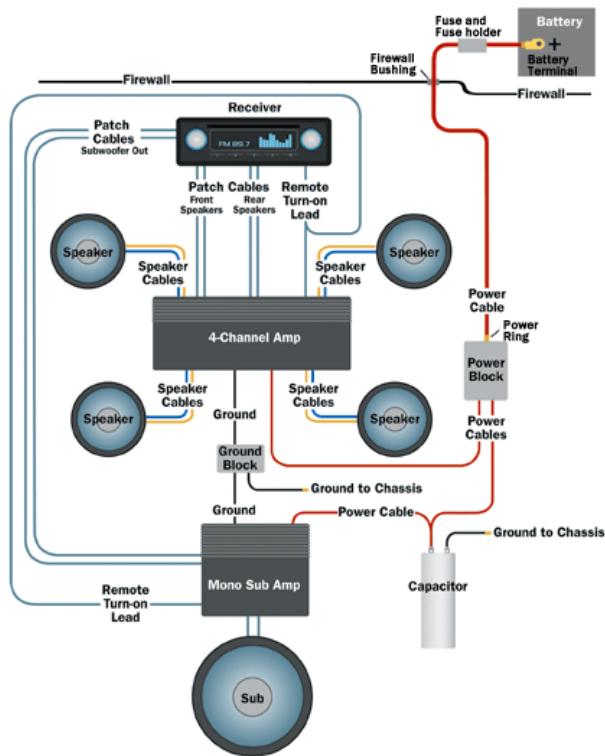 Fuse and
Fuse holder
Battery
+
Battery
Terminal
Firewall
Bushing
Firewall
Firewall
Receiver
Patch
Cables
Subwoofer Out
FM 89.7
Patch Cables
Front
Speakers
Rear
Speakers
Remote
Turn-on
Lead
Speaker
Speaker
Cables
Speaker
Cables
Speaker
Power
Cable
Power
Ring
4-Channel Amp
Power
Block
Speaker
Speaker
Cables
Speaker
Cables
Speaker
Ground
Power
Cables
Ground
Block
Ground to Chassis
Ground
Power Cable
Ground to Chassis
Mono Sub Amp
Capacitor
Remote
Turn-on
Lead
Sub